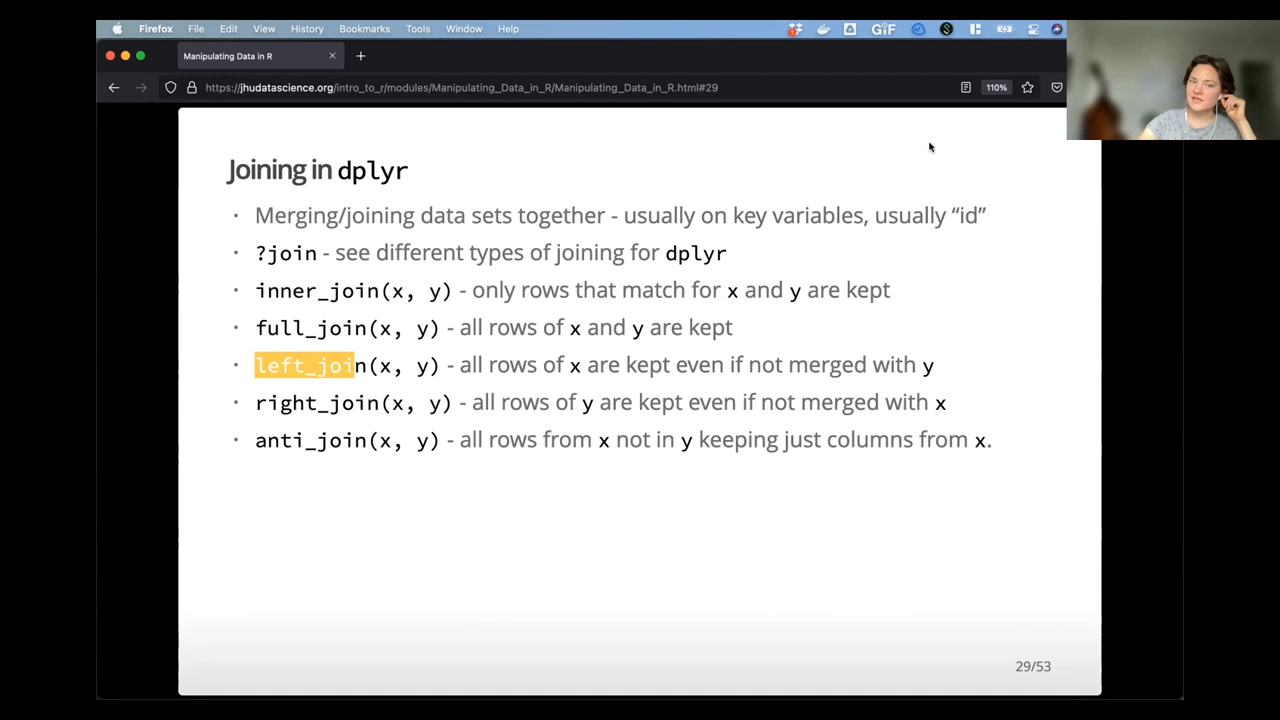 Firefox File Edit View History Bookmarks Tools Window Help
GIF
Manipulating Data in R
https://jhudatascience.org/intro_to_r/modules/Manipulating_Data_in_R/Manipulating_Data_in_R.html#29
110%
Joining in dplyr
· Merging/joining data sets together - usually on key variables, usually “id”
· ?join - see different types of joining for dplyr
· inner_join(x, y) - only rows that match for x and y are kept
· full_join(x, y) - all rows of x and y are kept
· left_join(x, y) - all rows of x are kept even if not merged with y
· right_join(x, y) - all rows of y are kept even if not merged with x
· anti_join(x, y) - all rows from x not in y keeping just columns from x.
29/53